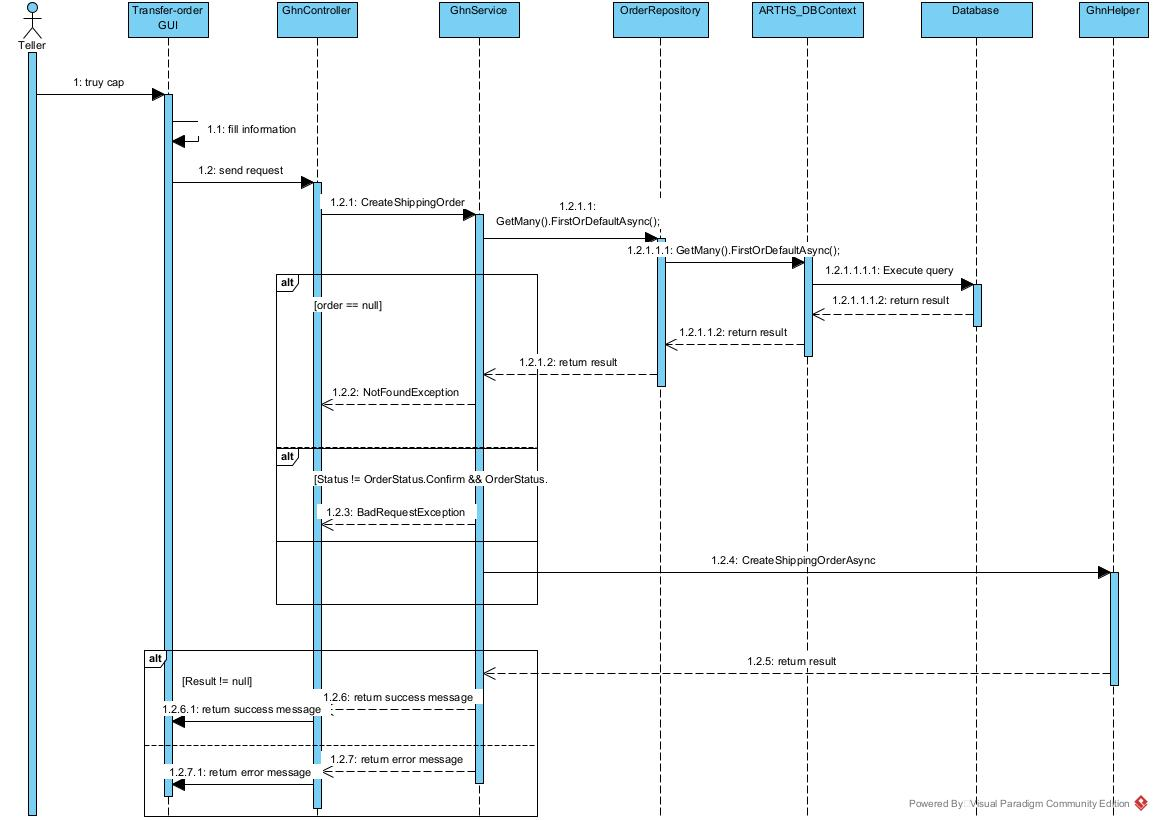 Transfer-order
GUI
GhnController
GhnService
OrderRepository
ARTHS_DBContext
Database
GhnHelper
Teller
1: truy cap
1.1: fill information
1.2: send request
1.2.1: CreateShippingOrder
1.2.1.1:
GetMany().FirstOrDefaultAsync();
1.2.1.1.1: GetMany().FirstOrDefaultAsync();
1.2.1.1.1.1: Execute query
alt
[order == null]
1.2.1.1.1.2: return result
1.2.1.1.2: return result
1.2.1.2: return result
1.2.2: NotFoundException
alt
[Status != OrderStatus.Confirm && OrderStatus.
1.2.3: BadRequestException
1.2.4: CreateShippingOrderAsync
alt
1.2.5: return result
[Result != null]
1.2.6: return success message
1.2.6.1: return success message
1.2.7: return error message
1.2.7.1: return error message
Powered By Visual Paradigm Community Edition